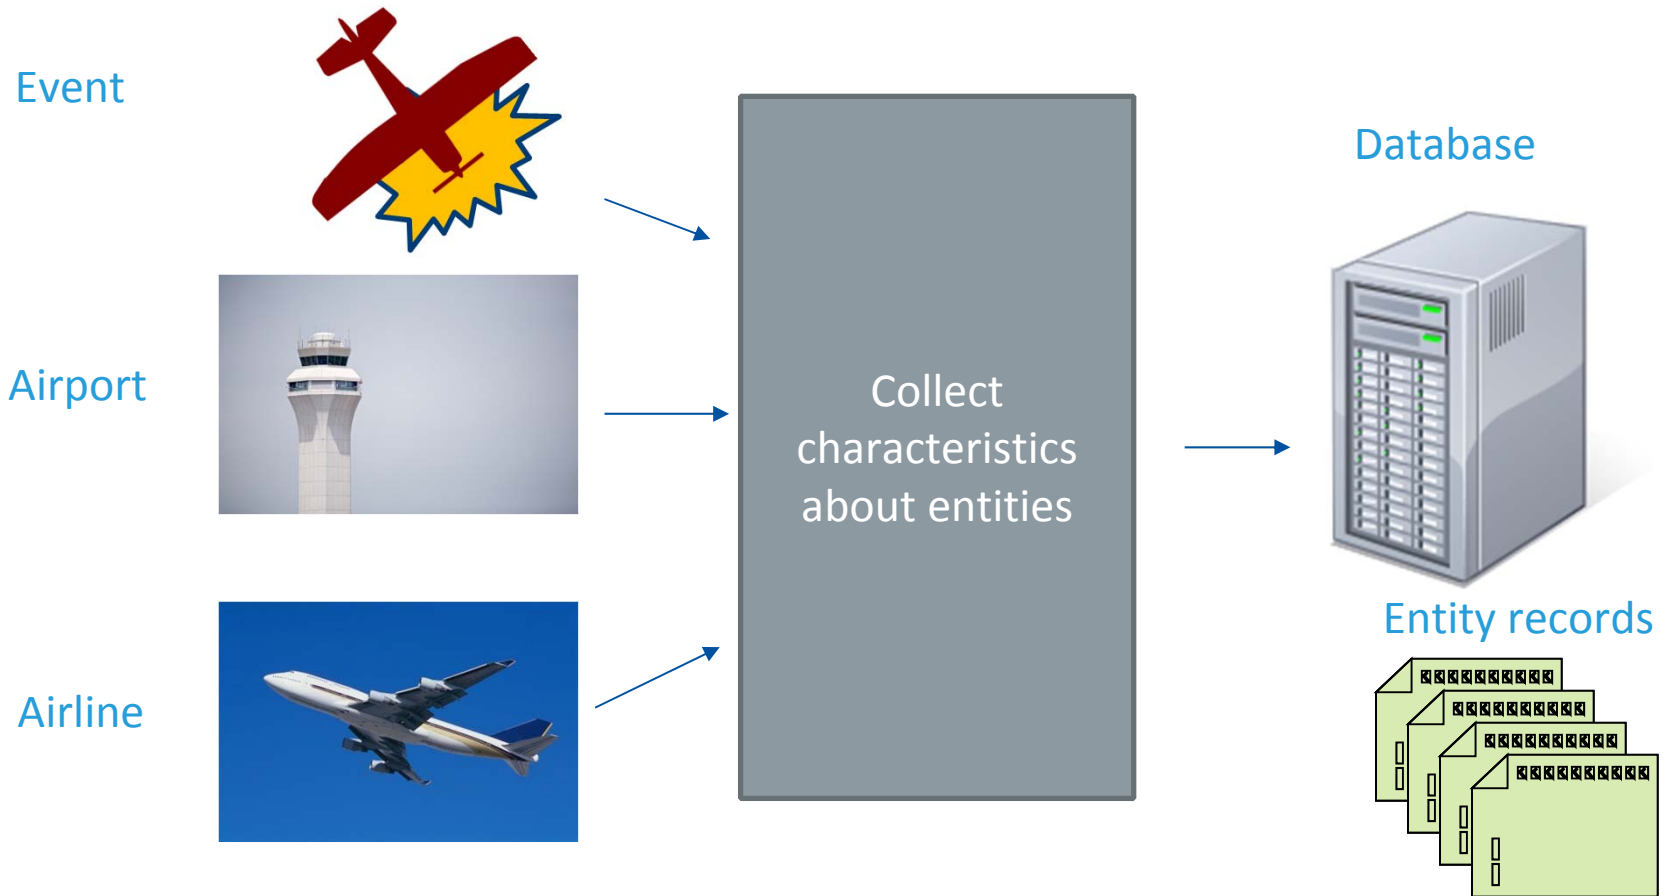 Event
Airport
Airline
Collect
characteristics
about entities
Database
Entity records